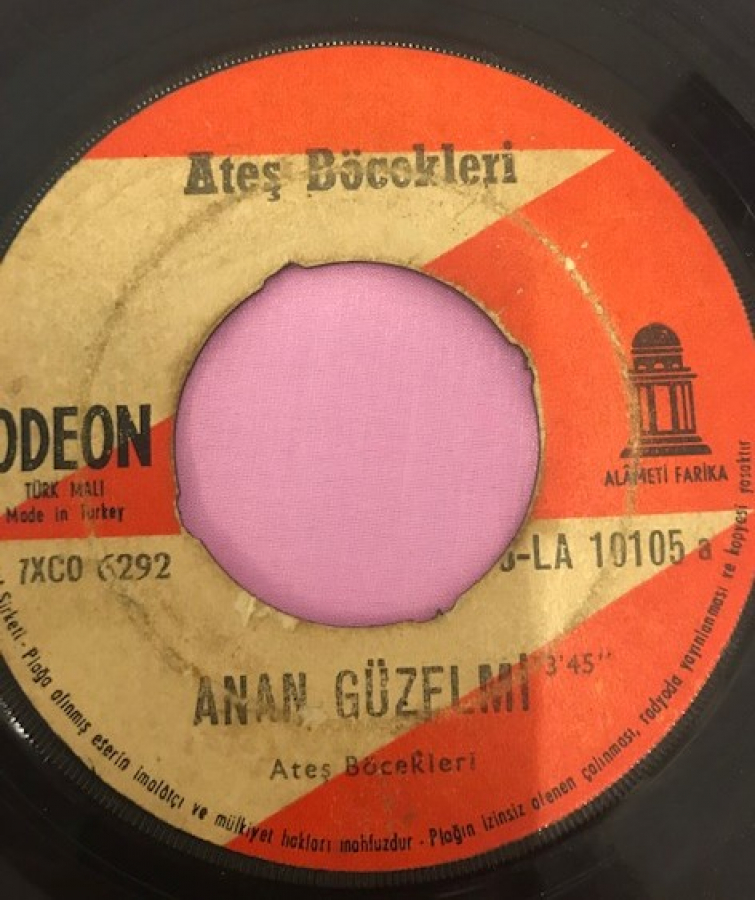 Ateş Böcekleri
ODEON
TÜRK MALI
Made in Turkey
ALÂMETİ FARİKA
7XCO 6292
-LA 10105 a
ANAN GÜZELMİ 3'45"
Ateş Böcekleri
Şirketi - Plağa alınmış eserin imalâtçı ve mülkiyet hakları mahfuzdur - Plağın izinsiz olenen çalınması, radyoda yayınlanması ve kopyesi yasaktır